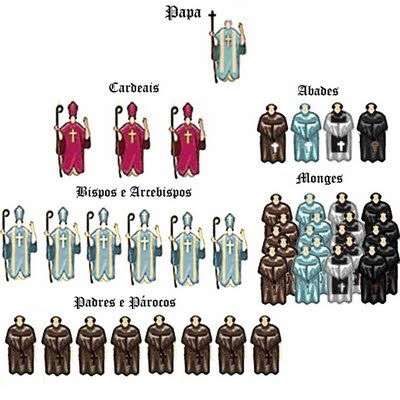 Papa
Cardeais
Abades
Bispos e Arcebispos
Monges
Padres e Párocos